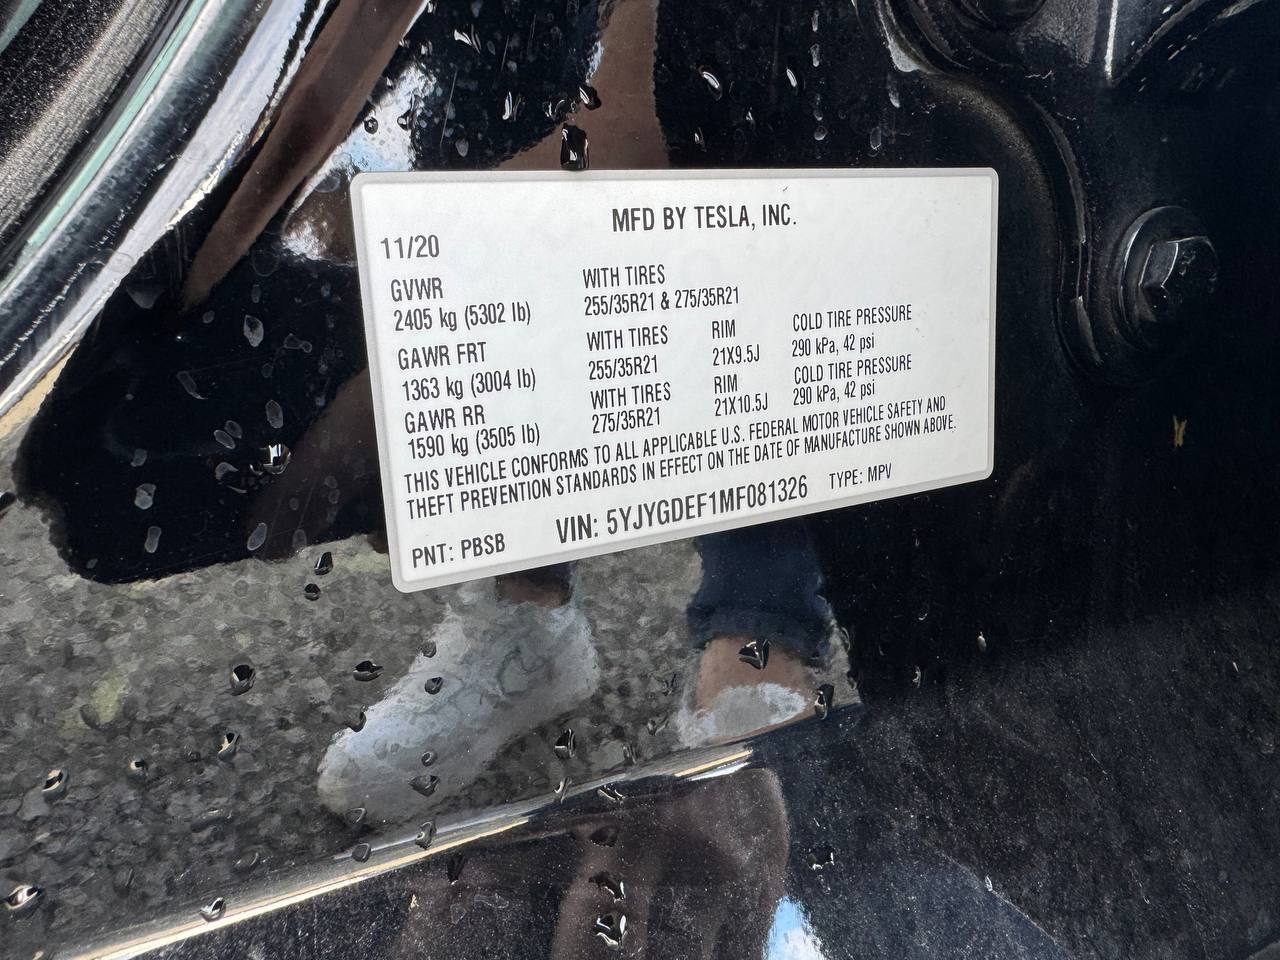 MFD BY TESLA, INC.
11/20
GVWR WITH TIRES
2405 kg (5302 lb) 255/35R21 & 275/35R21
GAWR FRT WITH TIRES RIM COLD TIRE PRESSURE
1363 kg (3004 lb) 255/35R21 21X9.5J 290 kPa, 42 psi
GAWR RR WITH TIRES RIM COLD TIRE PRESSURE
1590 kg (3505 lb) 275/35R21 21X10.5J 290 kPa, 42 psi
THIS VEHICLE CONFORMS TO ALL APPLICABLE U.S. FEDERAL MOTOR VEHICLE SAFETY AND
THEFT PREVENTION STANDARDS IN EFFECT ON THE DATE OF MANUFACTURE SHOWN ABOVE.
PNT: PBSB VIN: 5YJYGDEF1MF081326 TYPE: MPV